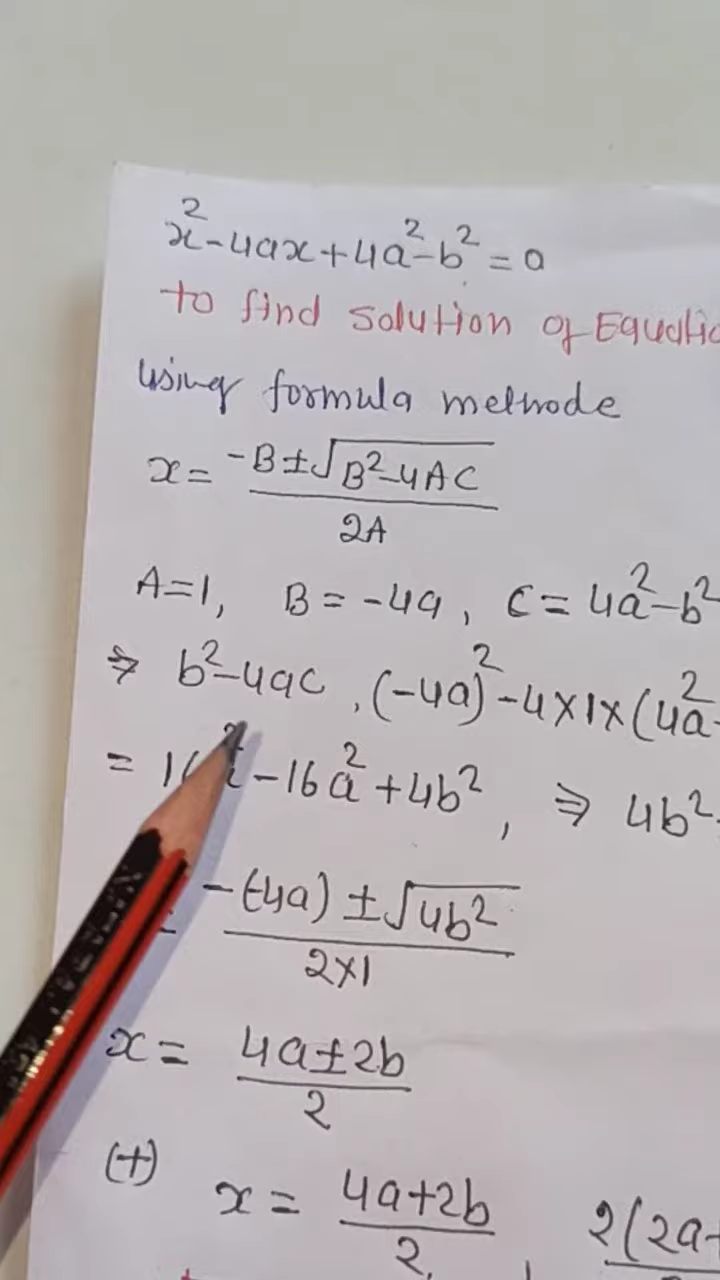 x² - 4ax + 4a² - b² = 0
to find solution of
using formula methode
x = (-B ± √(B² - 4AC)) / 2A
A = 1, B = -4a, C = 4a² - b²
⇒ b² - 4ac, (-4a)² - 4×1×(4a²
= 16a² - 16a² + 4b², ⇒ 4b²
= (-(-4a) ± √(4b²)) / 2×1
x = (4a ± 2b) / 2
(+) x = (4a + 2b) / 2, 2(2a +